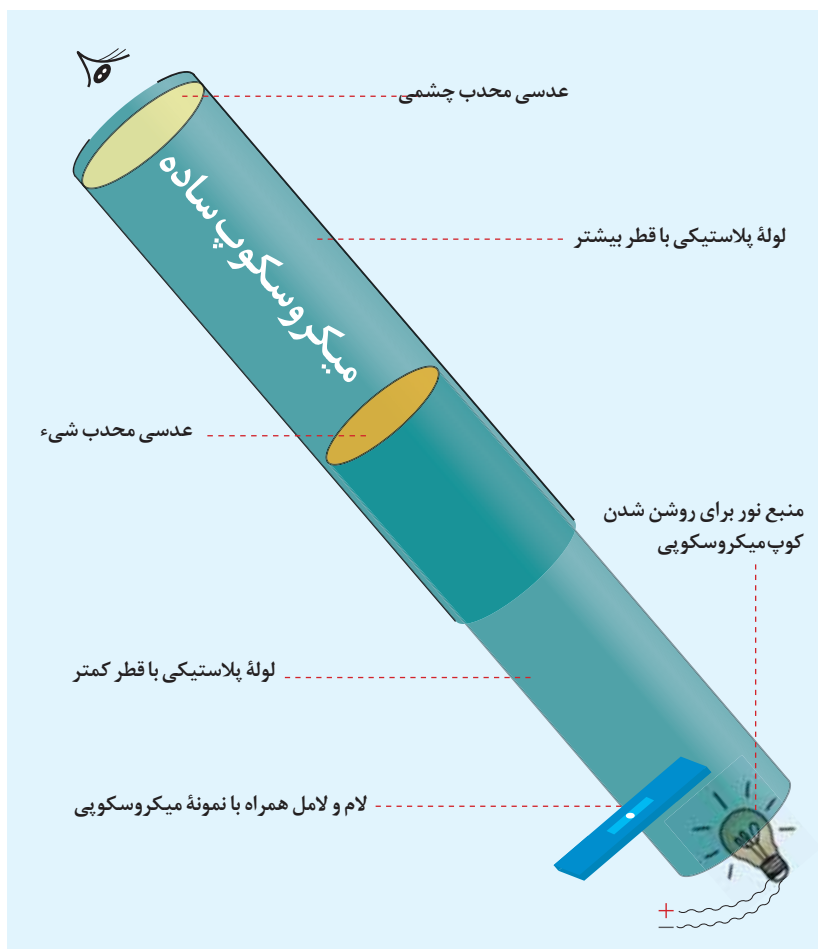 عدسی محدب چشمی
میکروسکوپ ساده
لولهٔ پلاستیکی با قطر بیشتر
عدسی محدب شیء
منبع نور برای روشن شدن
کوپ میکروسکوپی
لولهٔ پلاستیکی با قطر کمتر
لام و لامل همراه با نمونهٔ میکروسکوپی
+
−